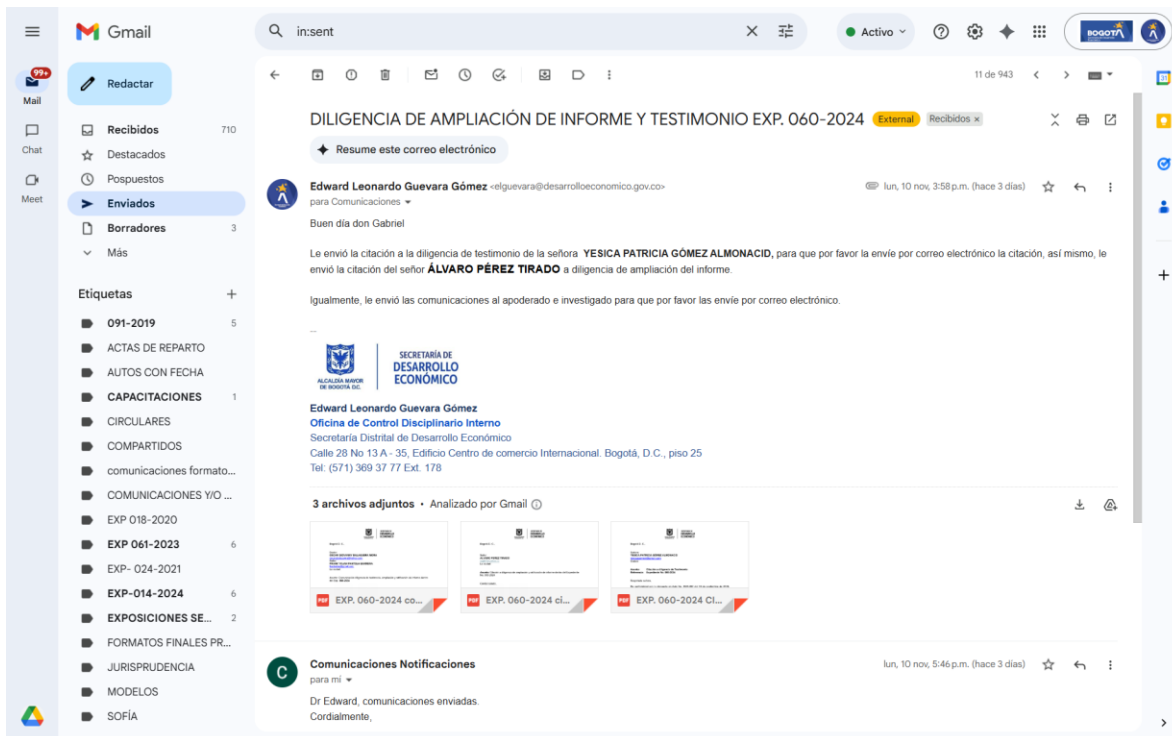 Gmail
in:sent
Activo
BOGOTÁ
99+
Mail
Chat
Meet
Redactar
Recibidos 710
Destacados
Pospuestos
Enviados
Borradores 3
Más
Etiquetas
091-2019 5
ACTAS DE REPARTO
AUTOS CON FECHA
CAPACITACIONES 1
CIRCULARES
COMPARTIDOS
comunicaciones formato...
COMUNICACIONES Y/O ...
EXP 018-2020
EXP 061-2023 6
EXP- 024-2021
EXP-014-2024 6
EXPOSICIONES SE... 2
FORMATOS FINALES PR...
JURISPRUDENCIA
MODELOS
SOFÍA
11 de 943
DILIGENCIA DE AMPLIACIÓN DE INFORME Y TESTIMONIO EXP. 060-2024 External Recibidos ×
Resume este correo electrónico
Edward Leonardo Guevara Gómez <elguevara@desarrolloeconomico.gov.co> lun, 10 nov, 3:58 p.m. (hace 3 días)
para Comunicaciones
Buen día don Gabriel
Le envió la citación a la diligencia de testimonio de la señora YESICA PATRICIA GÓMEZ ALMONACID, para que por favor la envíe por correo electrónico la citación, así mismo, le
envió la citación del señor ÁLVARO PÉREZ TIRADO a diligencia de ampliación del informe.
Igualmente, le envió las comunicaciones al apoderado e investigado para que por favor las envíe por correo electrónico.
--
ALCALDÍA MAYOR
DE BOGOTÁ D.C.
SECRETARÍA DE
DESARROLLO
ECONÓMICO
Edward Leonardo Guevara Gómez
Oficina de Control Disciplinario Interno
Secretaría Distrital de Desarrollo Económico
Calle 28 No 13 A - 35, Edificio Centro de comercio Internacional. Bogotá, D.C., piso 25
Tel: (571) 369 37 77 Ext. 178
3 archivos adjuntos • Analizado por Gmail
PDF EXP. 060-2024 co...
PDF EXP. 060-2024 ci...
PDF EXP. 060-2024 CI...
31
C
Comunicaciones Notificaciones lun, 10 nov, 5:46 p.m. (hace 3 días)
para mí
Dr Edward, comunicaciones enviadas.
Cordialmente,